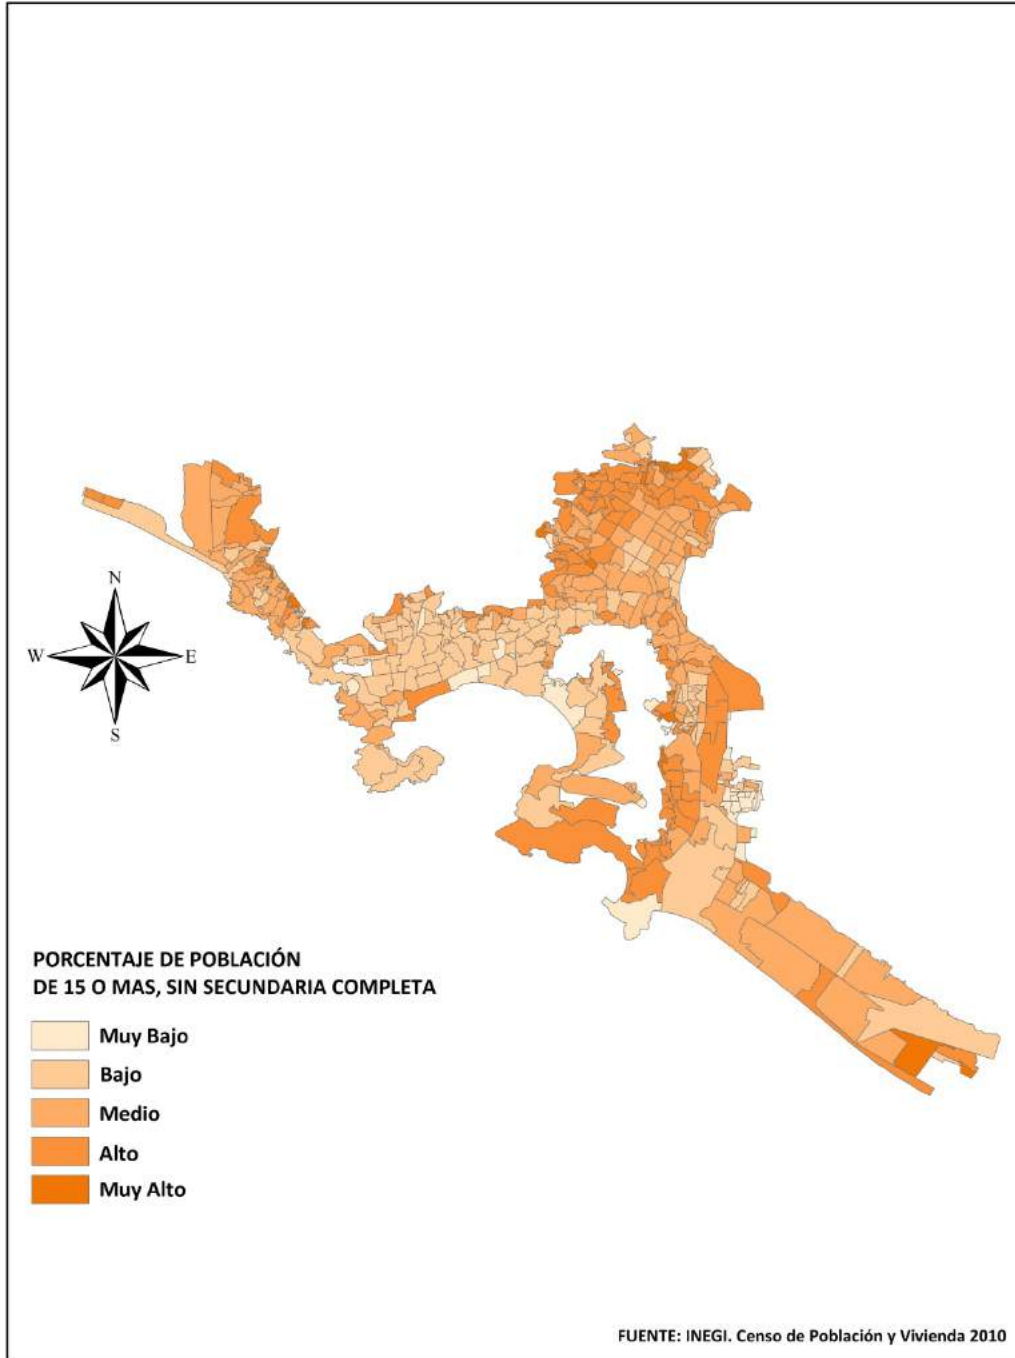 N
W E
S
PORCENTAJE DE POBLACIÓN
DE 15 O MAS, SIN SECUNDARIA COMPLETA
Muy Bajo
Bajo
Medio
Alto
Muy Alto
FUENTE: INEGI. Censo de Población y Vivienda 2010